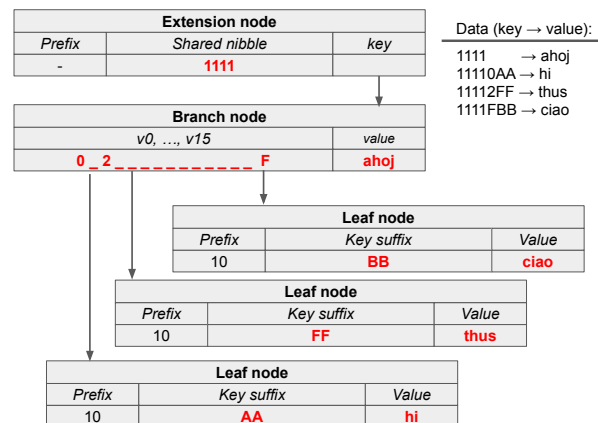 Extension node
Prefix Shared nibble key
- 1111
Data (key → value):
1111 → ahoj
11110AA → hi
11112FF → thus
1111FBB → ciao
Branch node
v0, …, v15 value
0 _ 2 _ _ _ _ _ _ _ _ _ _ _ _ F ahoj
Leaf node
Prefix Key suffix Value
10 BB ciao
Leaf node
Prefix Key suffix Value
10 FF thus
Leaf node
Prefix Key suffix Value
10 AA hi